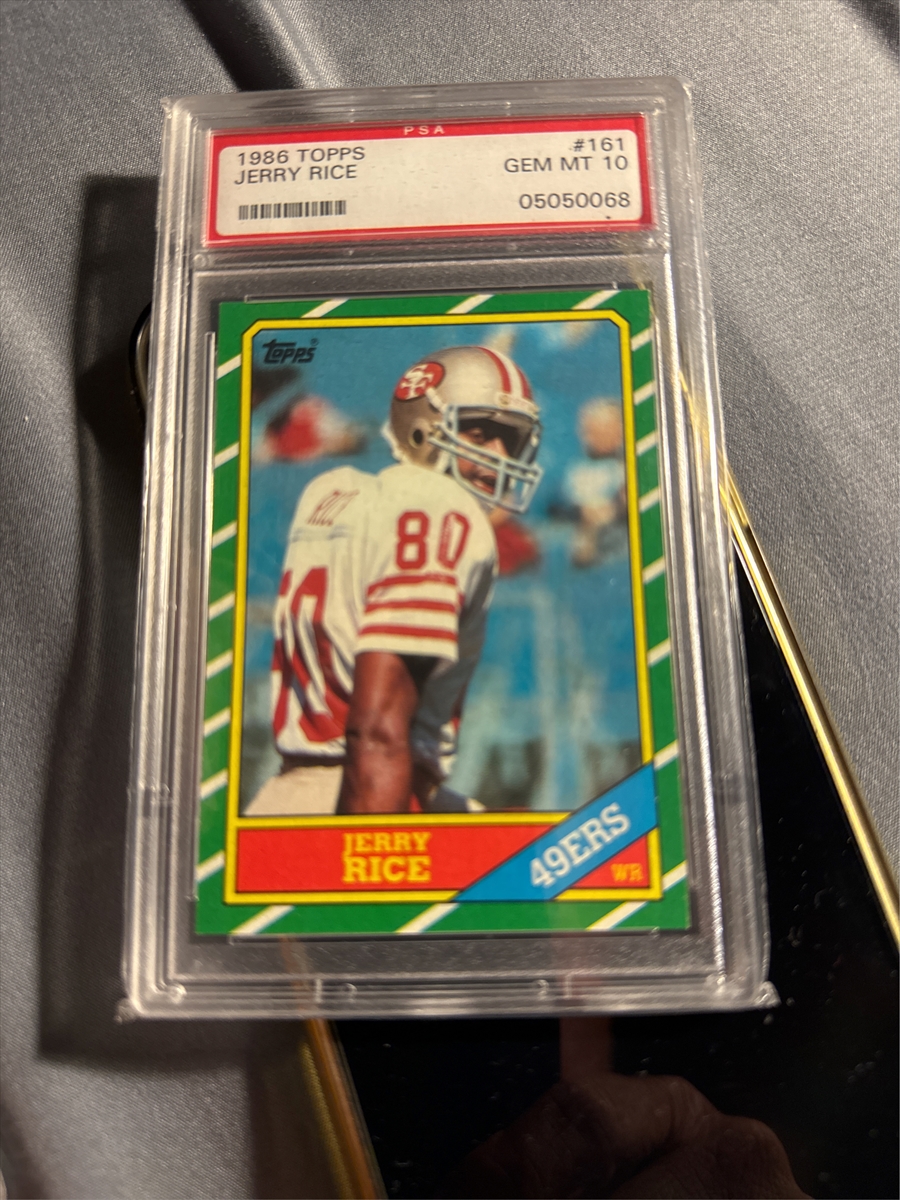 PSA
1986 TOPPS #161
JERRY RICE GEM MT 10
05050068
Topps®
80
JERRY
RICE
49ERS
WR